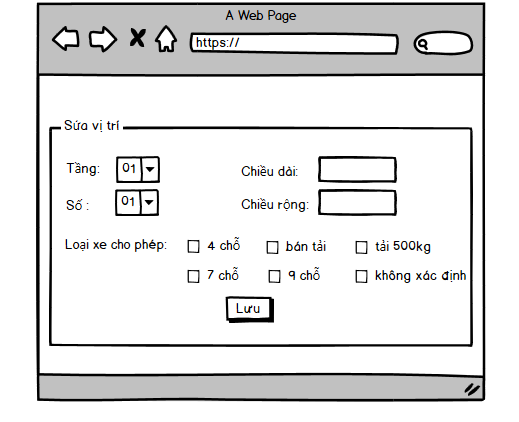 A Web Page
https://
Sửa vị trí
Tầng: 01 Chiều dài:
Số : 01 Chiều rộng:
Loại xe cho phép: 4 chỗ bán tải tải 500kg
7 chỗ 9 chỗ không xác định
Lưu